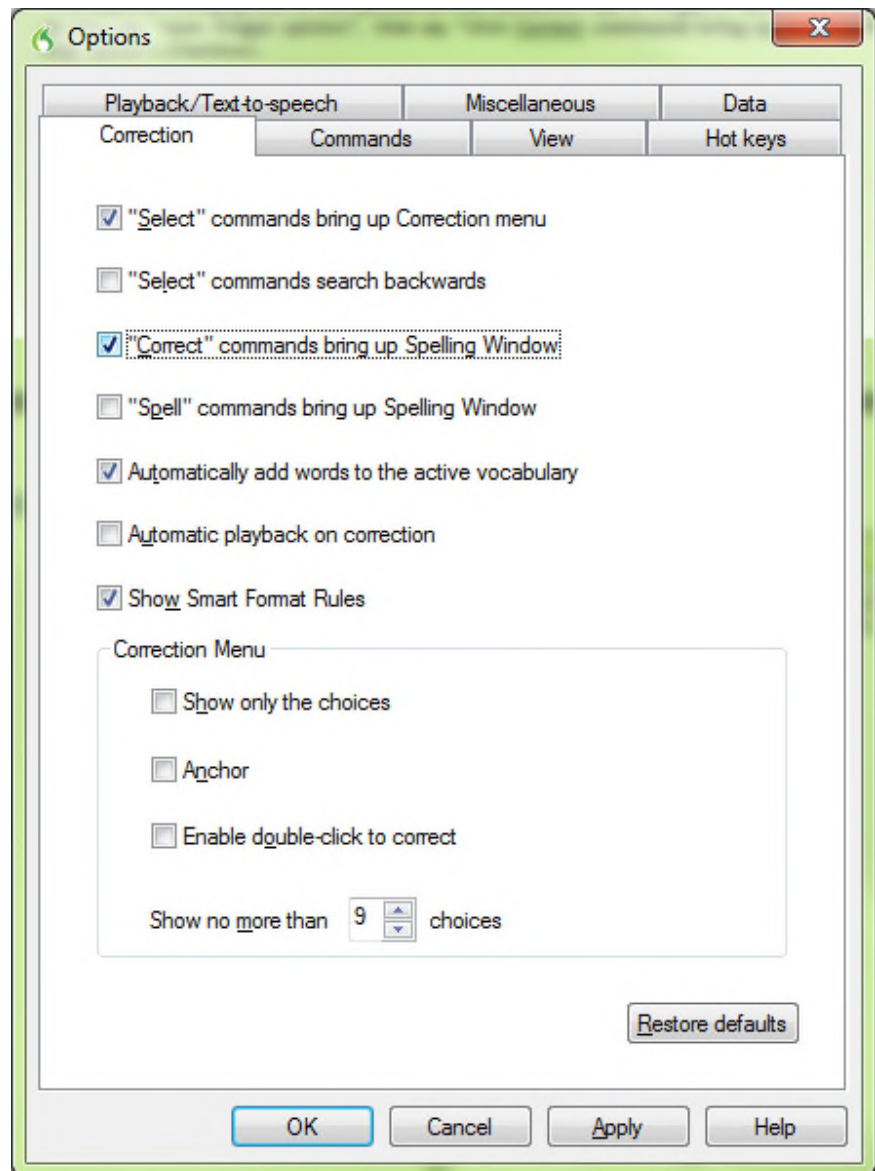 Options
X
Playback/Text-to-speech Miscellaneous Data
Correction Commands View Hot keys
"Select" commands bring up Correction menu
"Select" commands search backwards
"Correct" commands bring up Spelling Window
"Spell" commands bring up Spelling Window
Automatically add words to the active vocabulary
Automatic playback on correction
Show Smart Format Rules
Correction Menu
Show only the choices
Anchor
Enable double-click to correct
Show no more than 9 choices
Restore defaults
OK Cancel Apply Help